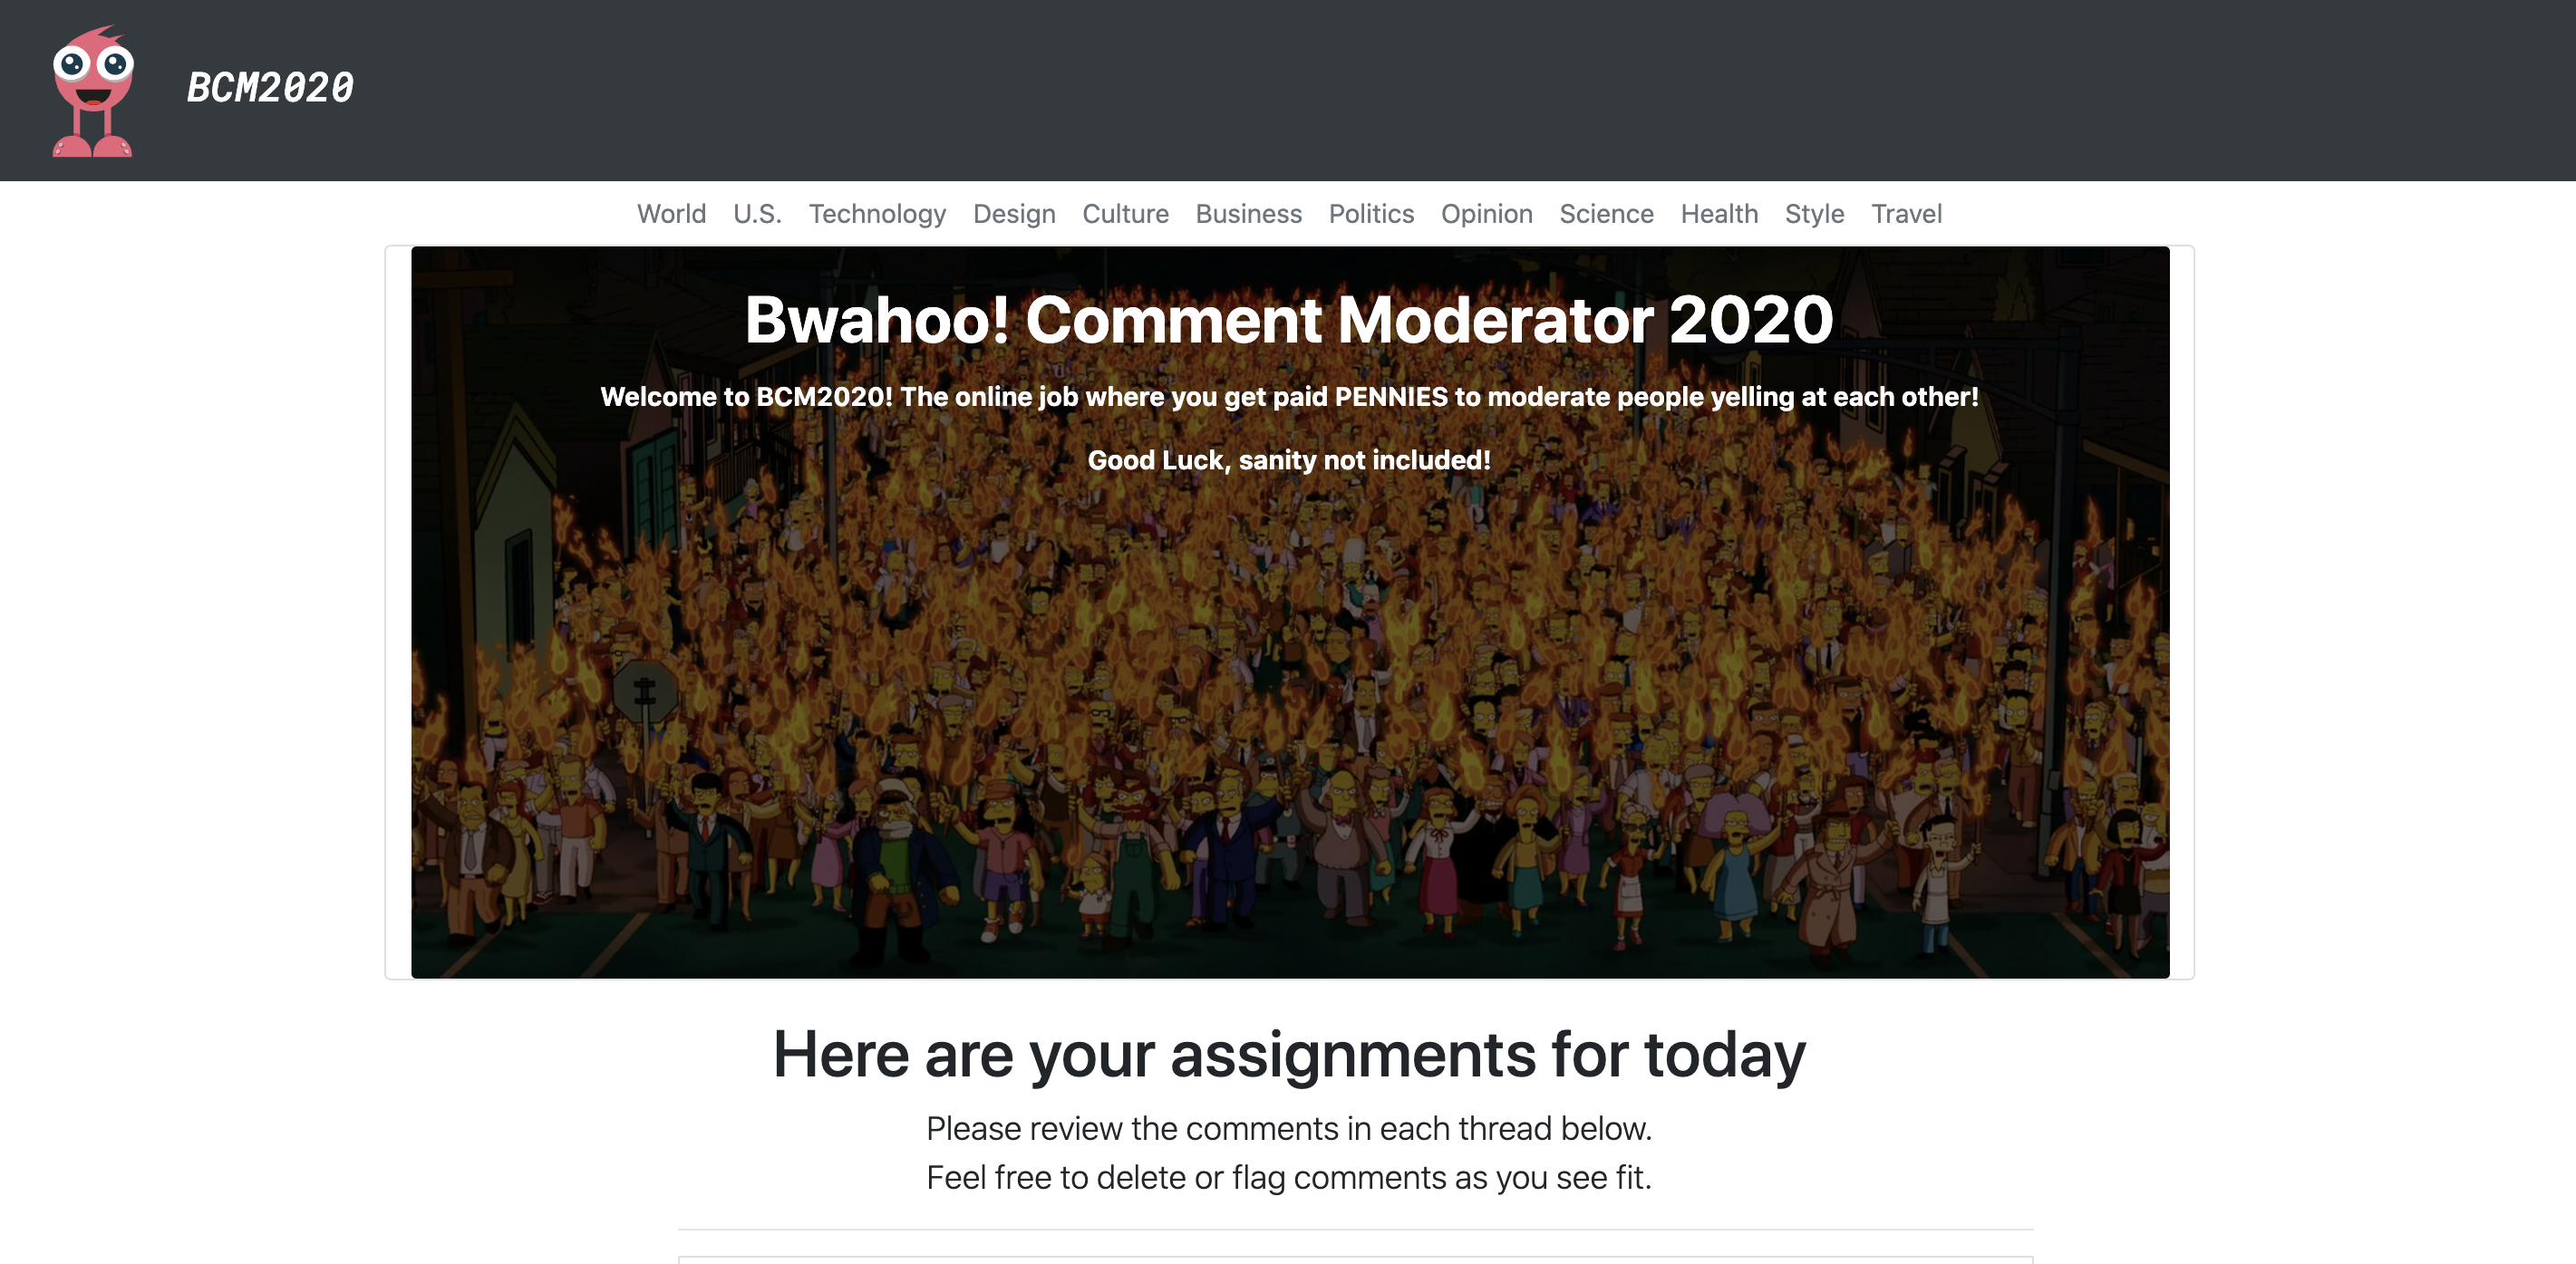 BCM2020
World U.S. Technology Design Culture Business Politics Opinion Science Health Style Travel
Bwahoo! Comment Moderator 2020
Welcome to BCM2020! The online job where you get paid PENNIES to moderate people yelling at each other!
Good Luck, sanity not included!
Here are your assignments for today
Please review the comments in each thread below.
Feel free to delete or flag comments as you see fit.